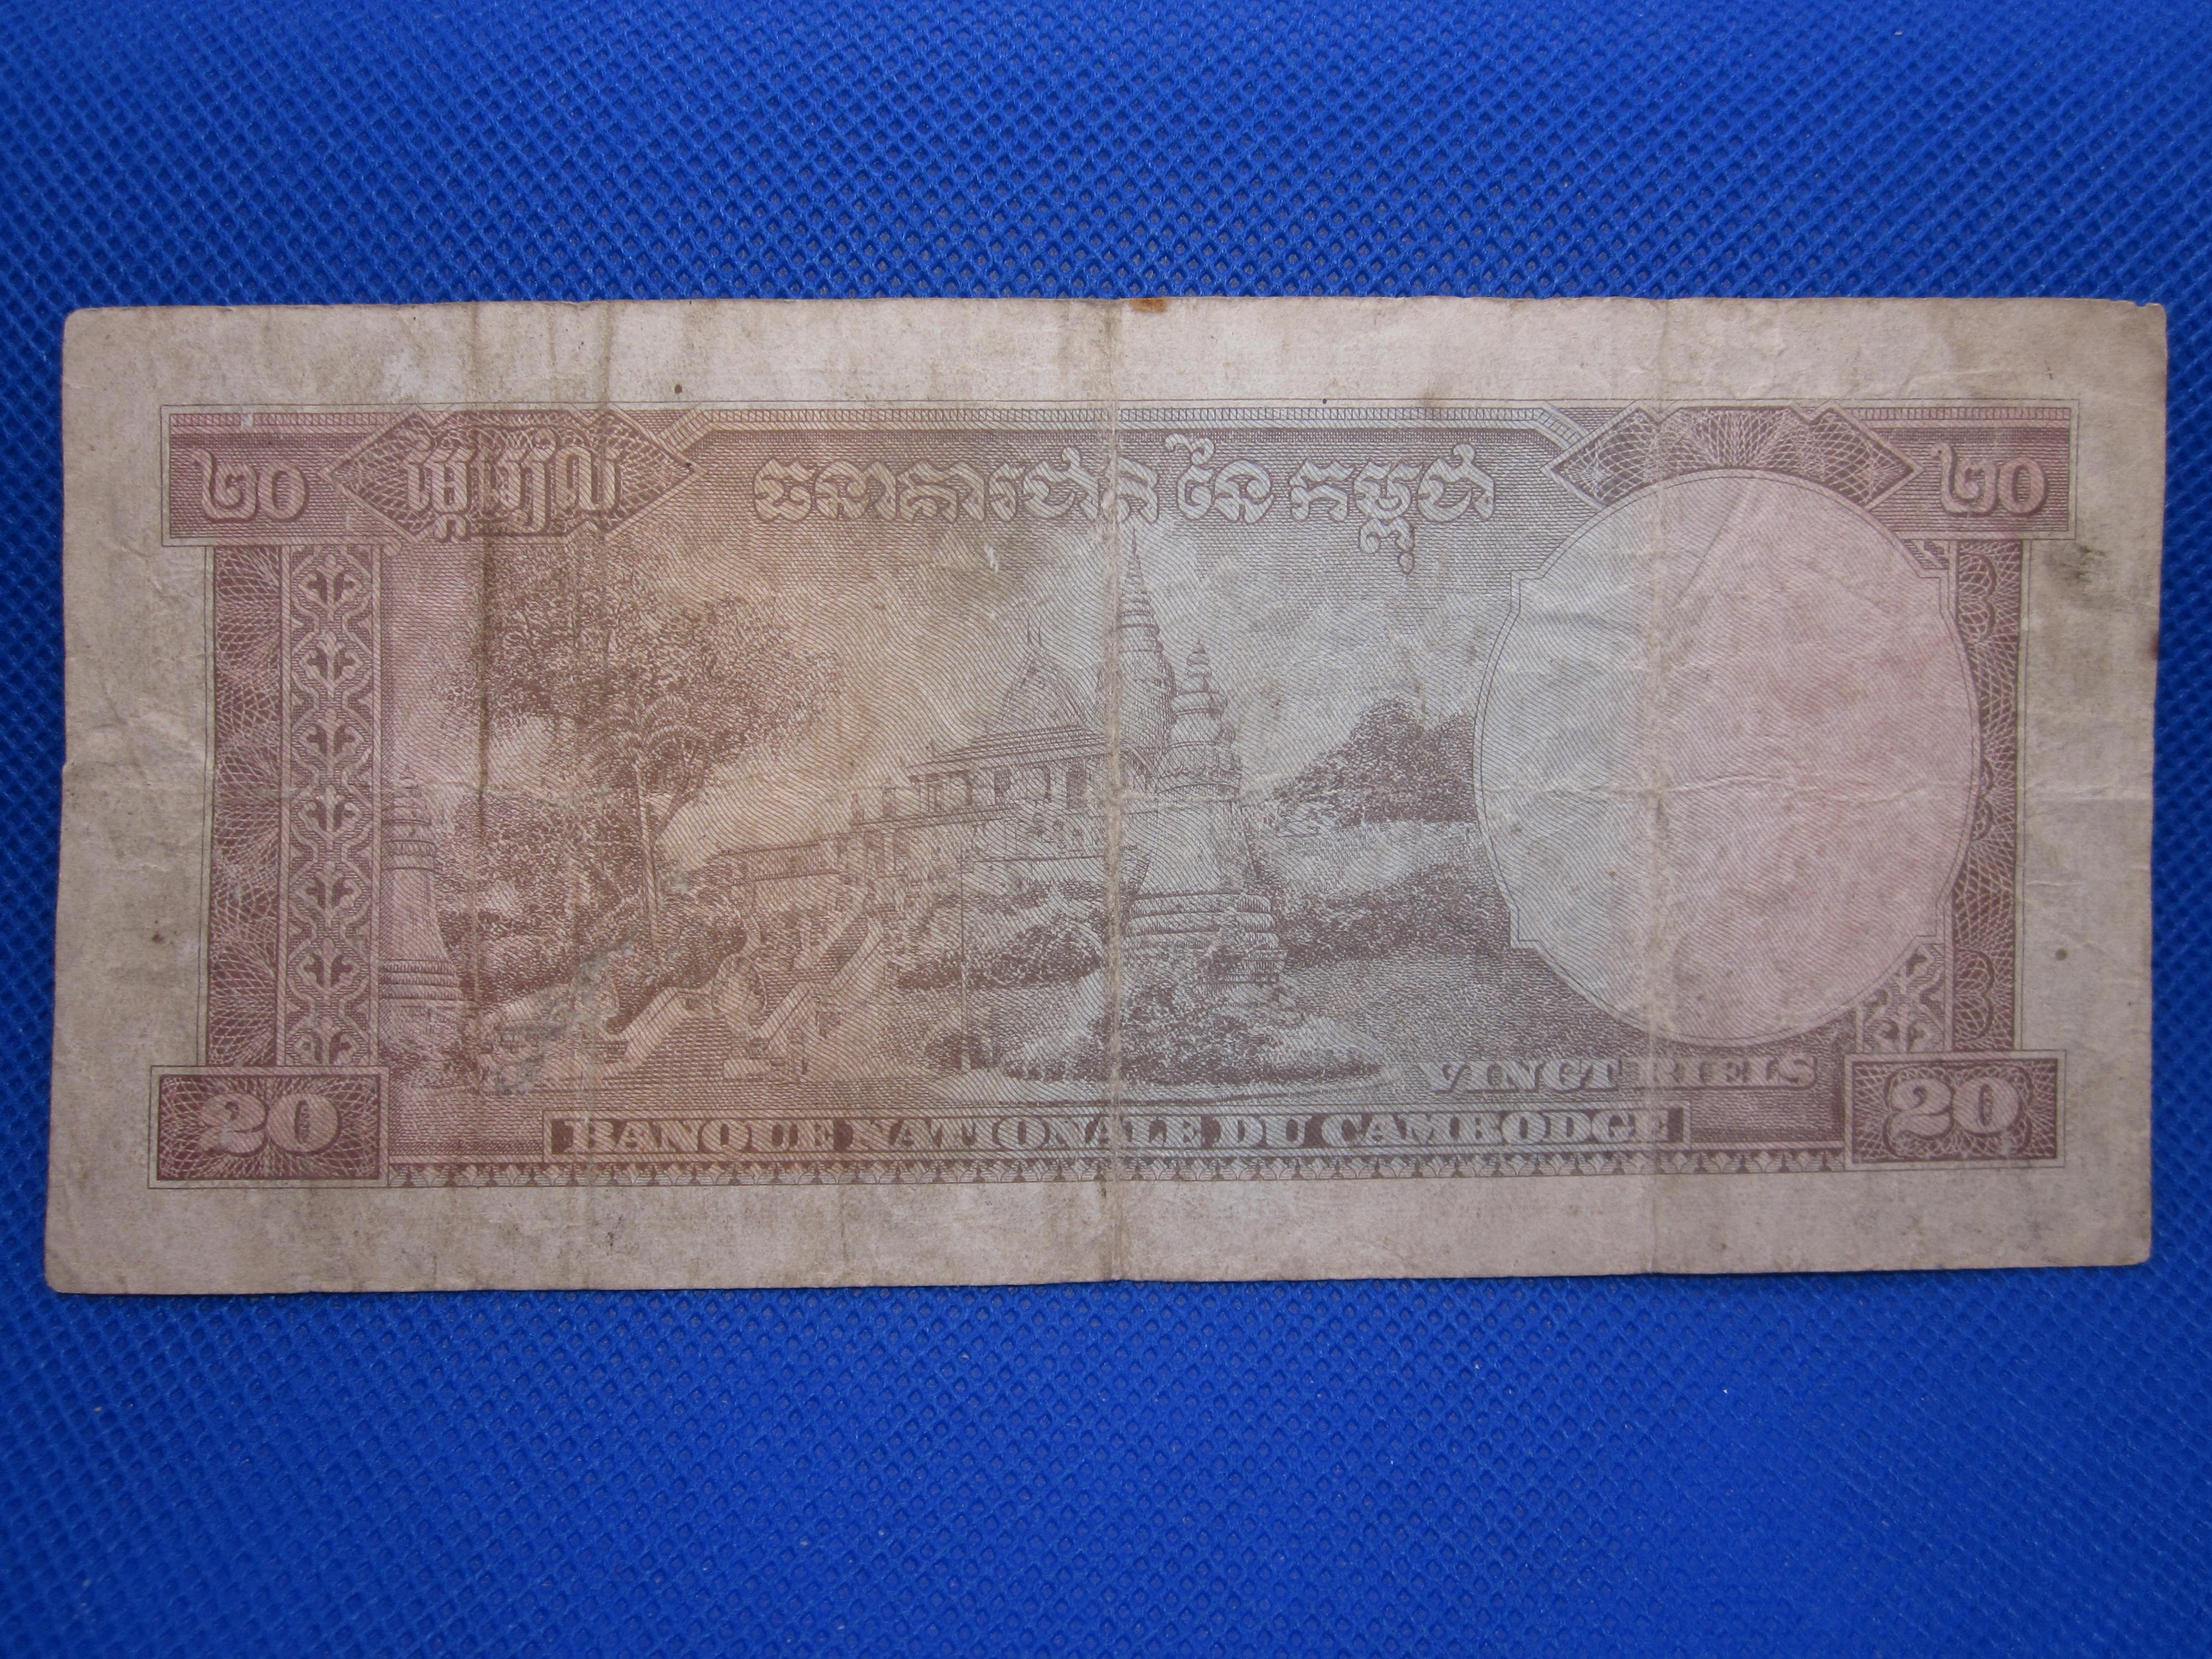 ២០ ម្ភៃរៀល ធនាគារជាតិនៃកម្ពុជា ២០
VINGT RIELS
20 BANQUE NATIONALE DU CAMBODGE 20